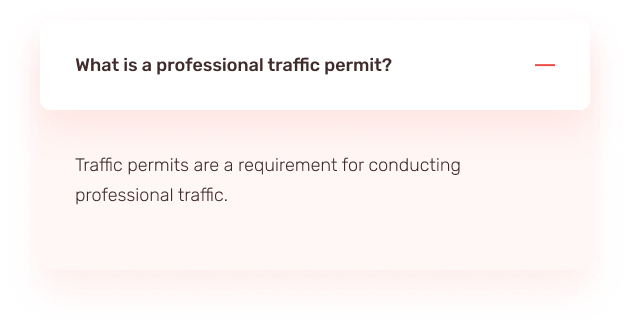 What is a professional traffic permit?
Traffic permits are a requirement for conducting
professional traffic.